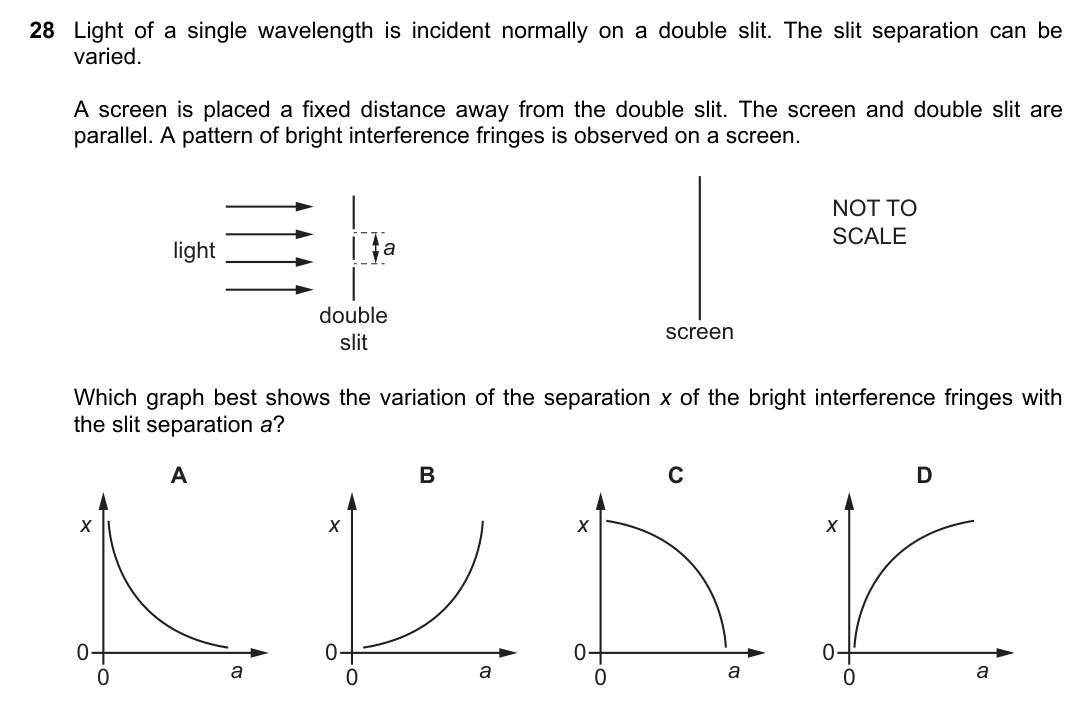 28 Light of a single wavelength is incident normally on a double slit. The slit separation can be
varied.
A screen is placed a fixed distance away from the double slit. The screen and double slit are
parallel. A pattern of bright interference fringes is observed on a screen.
light
a
double
slit
screen
NOT TO
SCALE
Which graph best shows the variation of the separation x of the bright interference fringes with
the slit separation a?
A
x
0
0
a
B
x
0
0
a
C
x
0
0
a
D
x
0
0
a